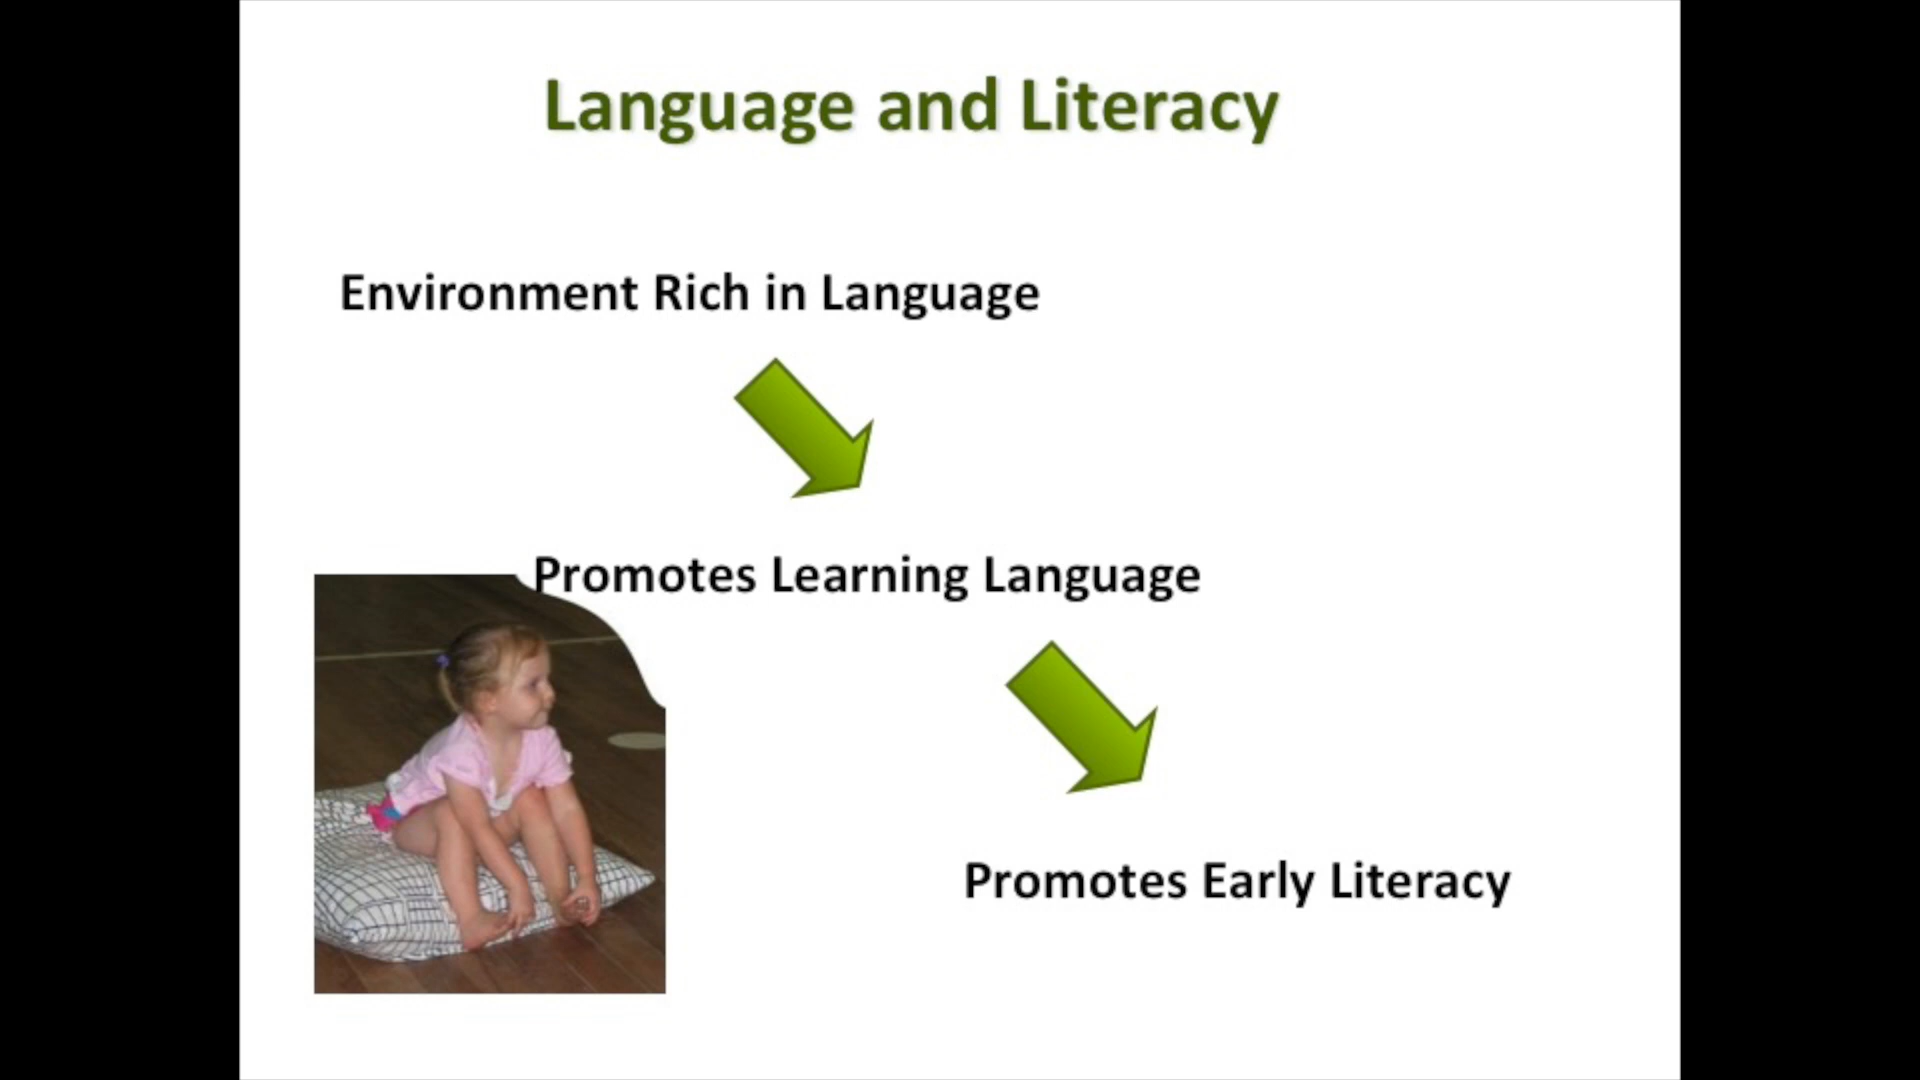 Language and Literacy
Environment Rich in Language
Promotes Learning Language
Promotes Early Literacy